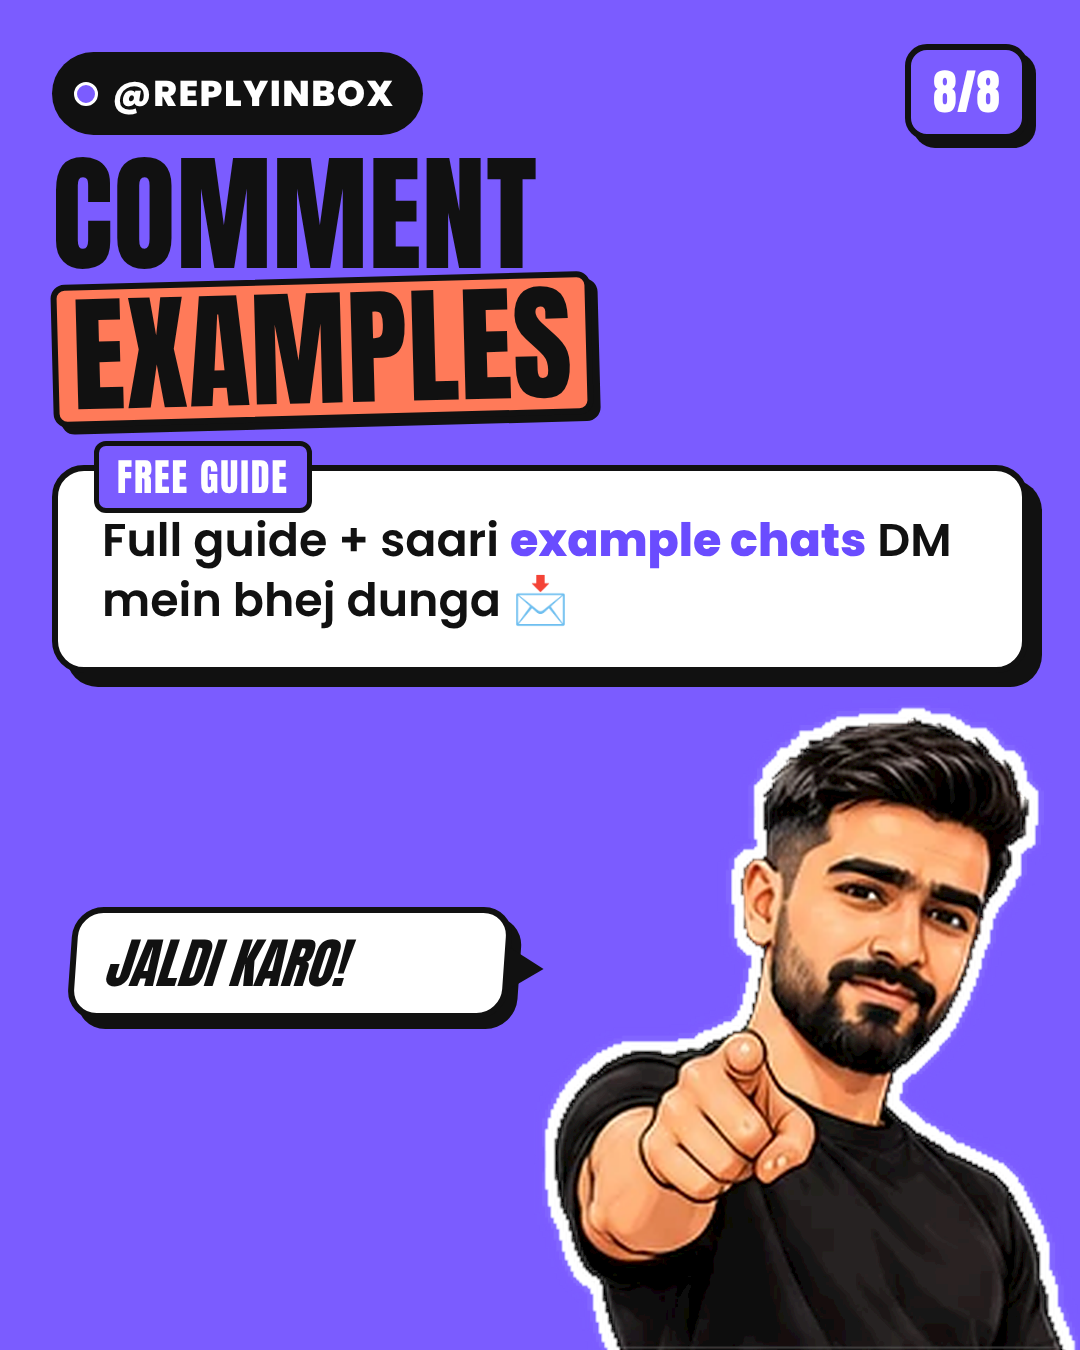 @REPLYINBOX
8/8
COMMENT
EXAMPLES
FREE GUIDE
Full guide + saari example chats DM
mein bhej dunga 📩
JALDI KARO!